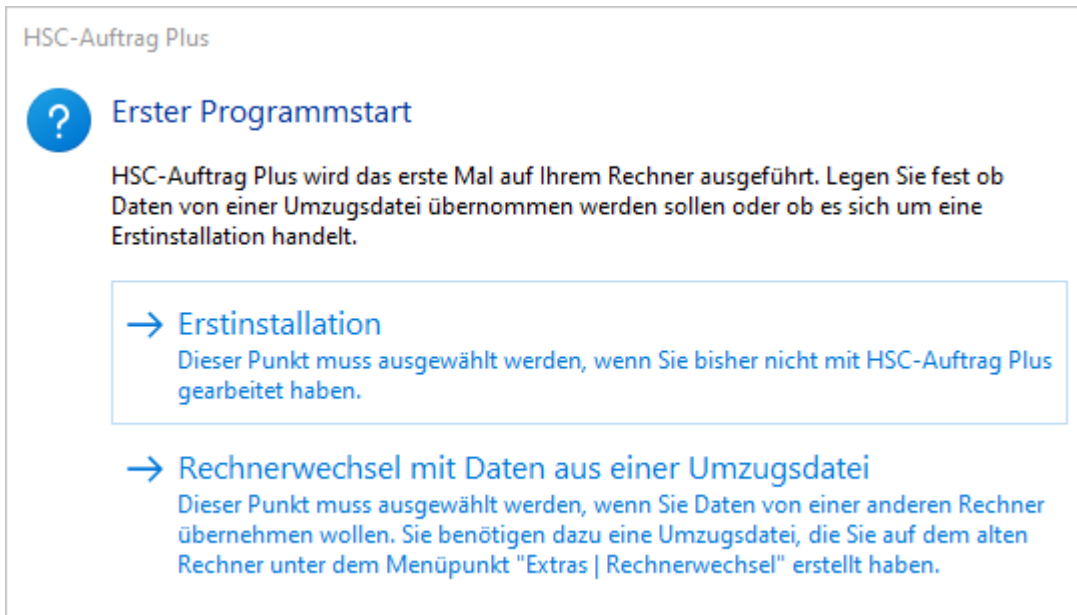 HSC-Auftrag Plus
?
Erster Programmstart
HSC-Auftrag Plus wird das erste Mal auf Ihrem Rechner ausgeführt. Legen Sie fest ob
Daten von einer Umzugsdatei übernommen werden sollen oder ob es sich um eine
Erstinstallation handelt.
→ Erstinstallation
Dieser Punkt muss ausgewählt werden, wenn Sie bisher nicht mit HSC-Auftrag Plus
gearbeitet haben.
→ Rechnerwechsel mit Daten aus einer Umzugsdatei
Dieser Punkt muss ausgewählt werden, wenn Sie Daten von einer anderen Rechner
übernehmen wollen. Sie benötigen dazu eine Umzugsdatei, die Sie auf dem alten
Rechner unter dem Menüpunkt "Extras | Rechnerwechsel" erstellt haben.